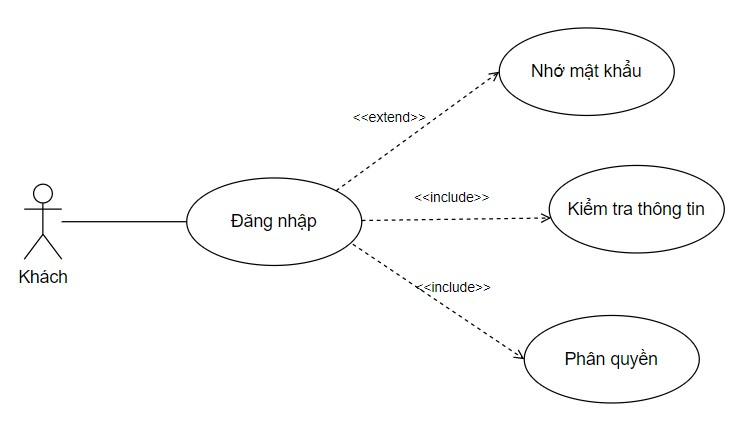 Nhớ mật khẩu
<<extend>>
<<include>>
Kiểm tra thông tin
Đăng nhập
Khách
<<include>>
Phân quyền